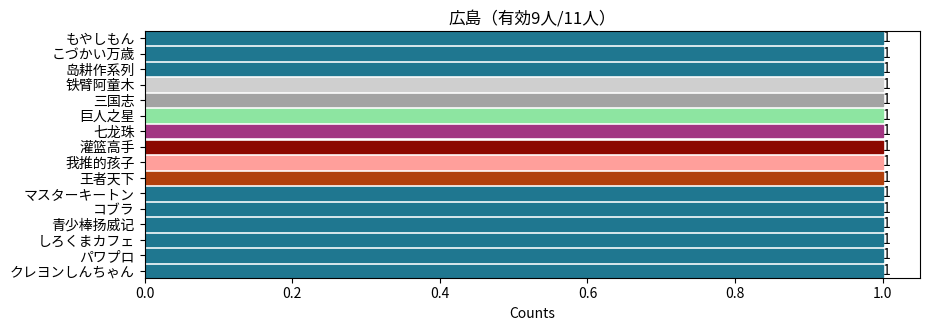 広島（有効9人/11人）
もやしもん 1
こづかい万歳 1
岛耕作系列 1
铁臂阿童木 1
三国志 1
巨人之星 1
七龙珠 1
灌篮高手 1
我推的孩子 1
王者天下 1
マスターキートン 1
コブラ 1
青少棒扬威记 1
しろくまカフェ 1
パワプロ 1
クレヨンしんちゃん 1
0.0 0.2 0.4 0.6 0.8 1.0
Counts